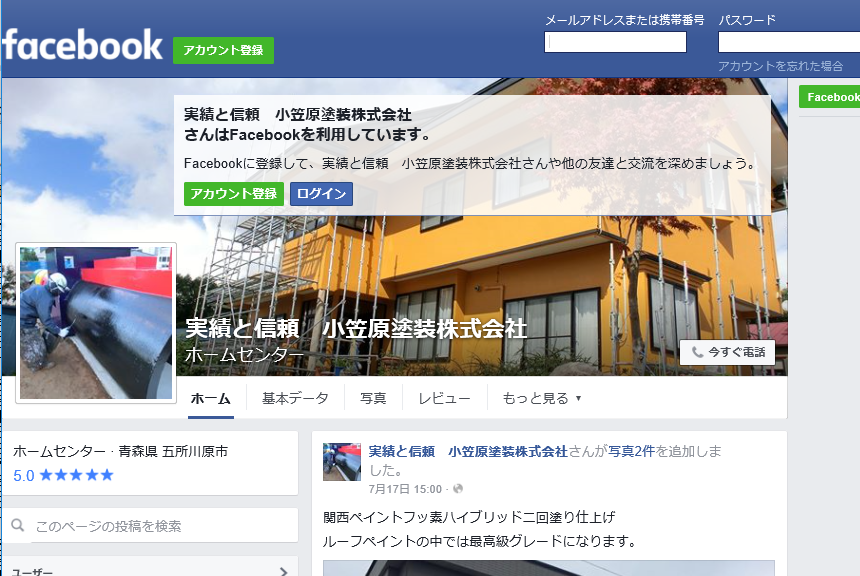 facebook
アカウント登録
メールアドレスまたは携帯番号
パスワード
アカウントを忘れた場合
Facebook
実績と信頼　小笠原塗装株式会社
さんはFacebookを利用しています。
Facebookに登録して、実績と信頼　小笠原塗装株式会社さんや他の友達と交流を深めましょう。
アカウント登録 ログイン
実績と信頼　小笠原塗装株式会社
ホームセンター
今すぐ電話
ホーム 基本データ 写真 レビュー もっと見る
ホームセンター · 青森県 五所川原市
5.0 ★★★★★
このページの投稿を検索
ユーザー
実績と信頼　小笠原塗装株式会社さんが写真2件を追加しま
した。
7月17日 15:00 ·
関西ペイントフッ素ハイブリッド二回塗り仕上げ
ルーフペイントの中では最高級グレードになります。